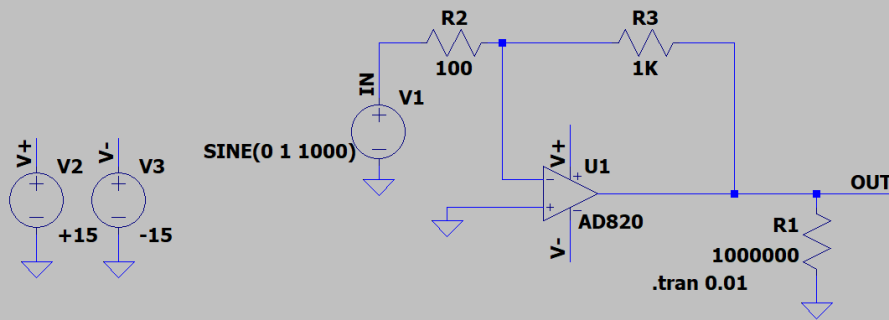 R2
100
R3
1K
IN
V1
SINE(0 1 1000)
V+
V2
+15
V-
V3
-15
V+
U1
AD820
V-
OUT
R1
1000000
.tran 0.01